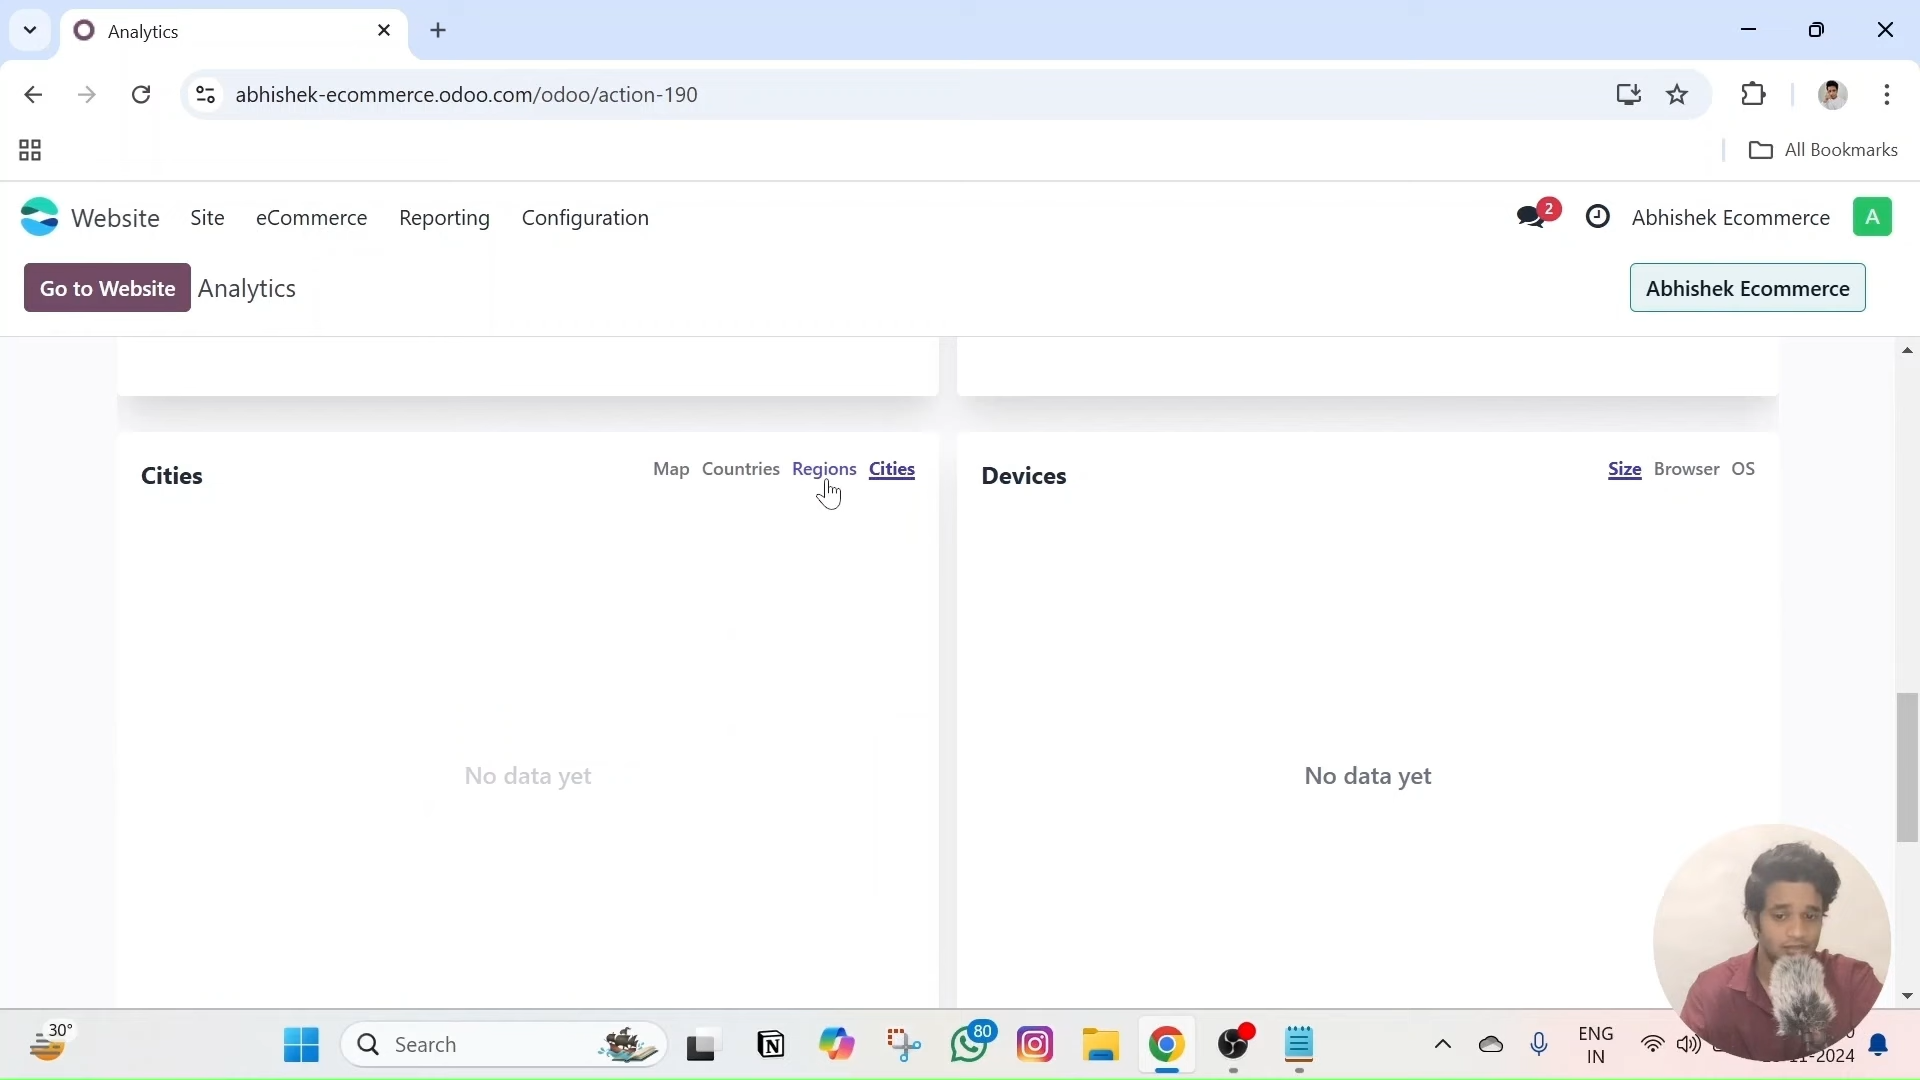 Analytics
abhishek-ecommerce.odoo.com/odoo/action-190
All Bookmarks
Website Site eCommerce Reporting Configuration 2 Abhishek Ecommerce A
Go to Website Analytics Abhishek Ecommerce
Cities Map Countries Regions Cities
Devices Size Browser OS
No data yet
No data yet
30° Search 80 ENG
IN
2024